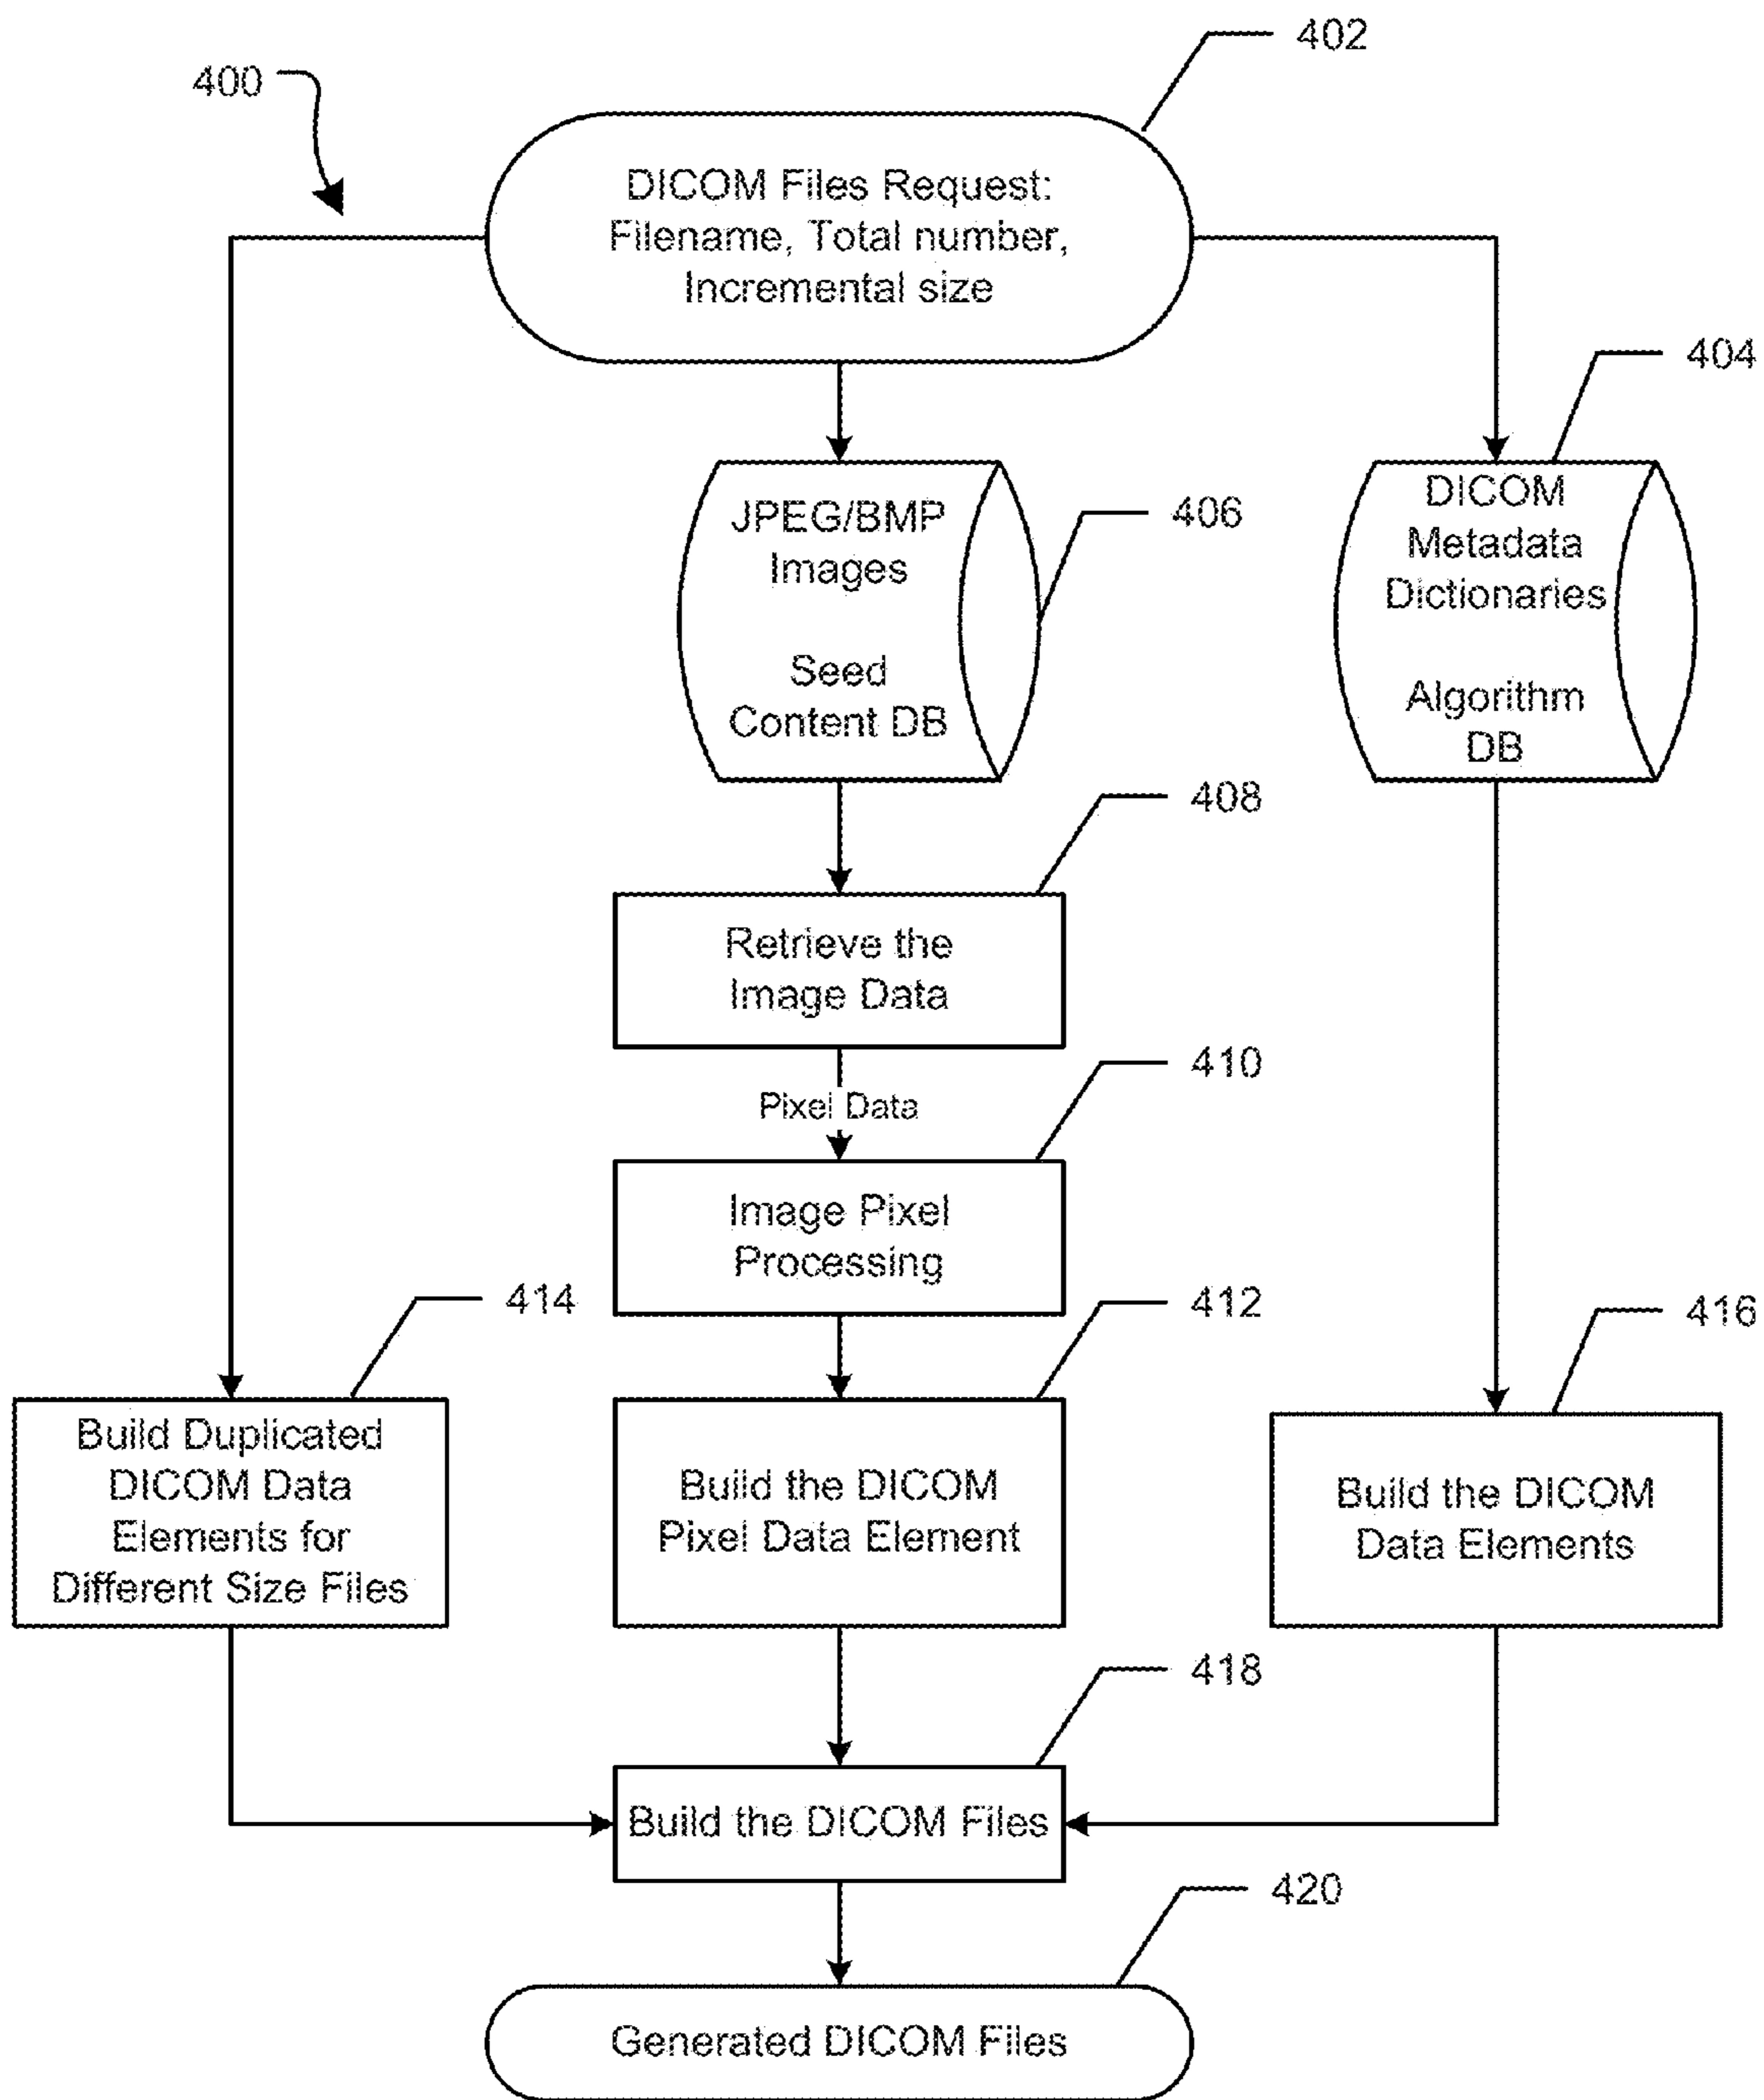 402
400
DICOM Files Request:
Filename, Total number,
Incremental size
404
JPEG/BMP
Images
Seed
Content DB
406
DICOM
Metadata
Dictionaries
Algorithm
DB
408
Retrieve the
Image Data
410
Pixel Data
Image Pixel
Processing
414
412
416
Build Duplicated
DICOM Data
Elements for
Different Size Files
Build the DICOM
Pixel Data Element
Build the DICOM
Data Elements
418
Build the DICOM Files
420
Generated DICOM Files